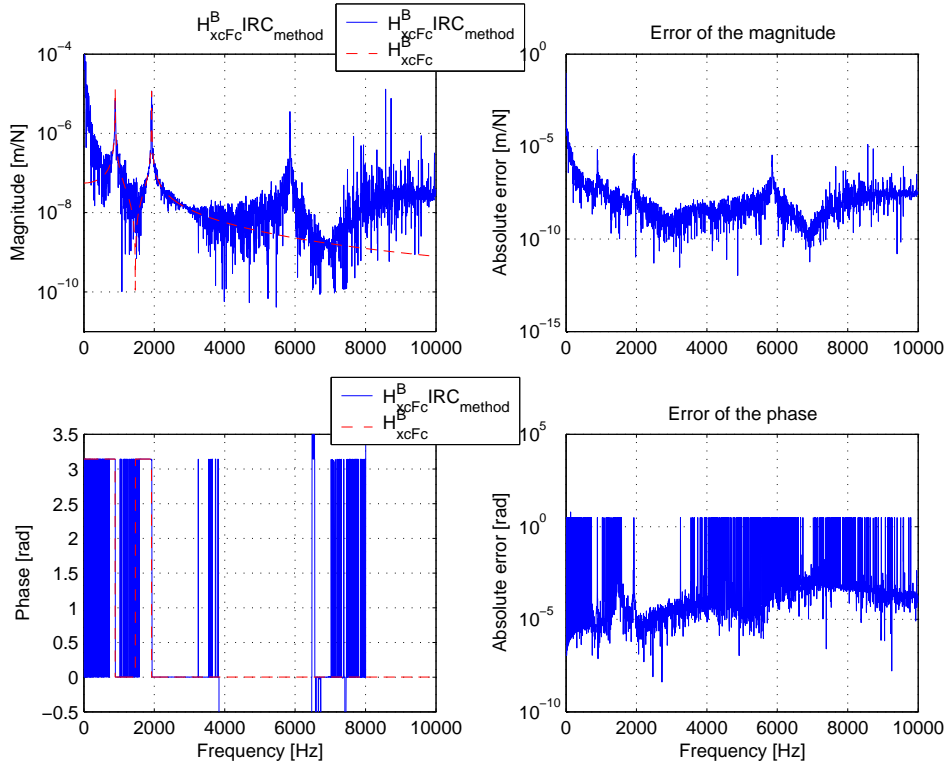 H^B_xcFc IRC_method
H^B_xcFc IRC_method
H^B_xcFc
Magnitude [m/N]
10^−4
10^−6
10^−8
10^−10
0 2000 4000 6000 8000 10000
Error of the magnitude
Absolute error [m/N]
10^0
10^−5
10^−10
10^−15
0 2000 4000 6000 8000 10000
H^B_xcFc IRC_method
H^B_xcFc
Phase [rad]
3.5
3
2.5
2
1.5
1
0.5
0
−0.5
0 2000 4000 6000 8000 10000
Frequency [Hz]
Error of the phase
Absolute error [rad]
10^5
10^0
10^−5
10^−10
0 2000 4000 6000 8000 10000
Frequency [Hz]